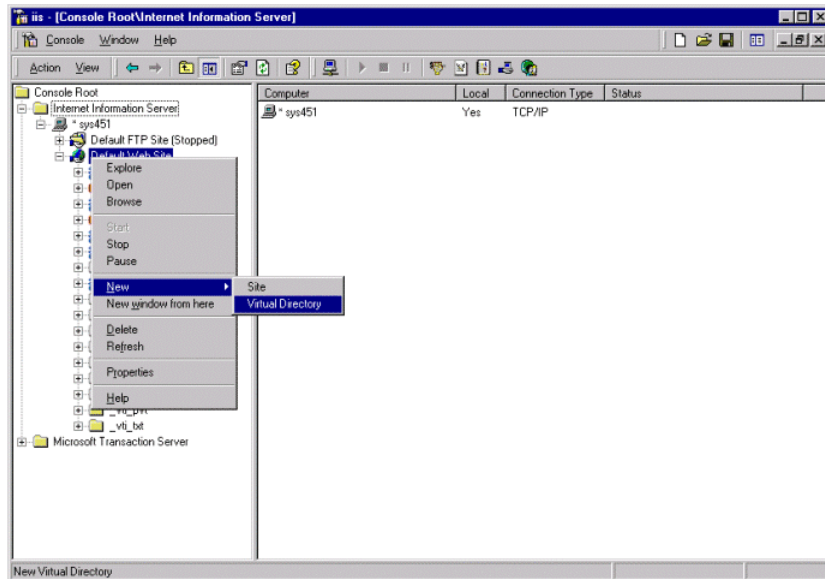 iis - [Console Root\Internet Information Server]
Console Window Help
Action View
Console Root
Internet Information Server
* sys451
Default FTP Site (Stopped)
Default Web Site
Explore
Open
Browse
Start
Stop
Pause
New
New window from here
Delete
Refresh
Properties
Help
Site
Virtual Directory
_vti_pvt
_vti_txt
Microsoft Transaction Server
Computer Local Connection Type Status
* sys451 Yes TCP/IP
New Virtual Directory